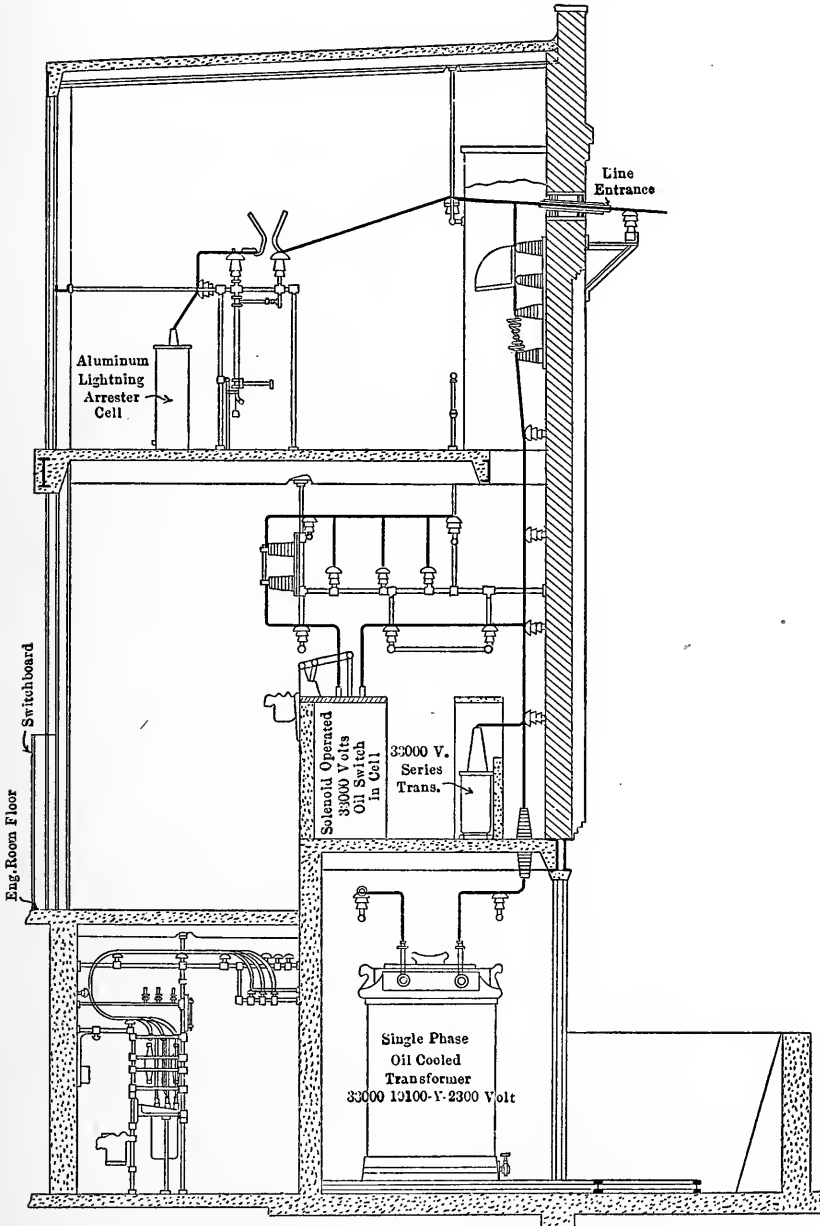 Line
Entrance
Aluminum
Lightning
Arrester
Cell
Switchboard
Eng.Room Floor
Solenoid Operated
33000 Volts
Oil Switch
in Cell
33000 V.
Series
Trans.
Single Phase
Oil Cooled
Transformer
33000 19100-Y-2300 Volt